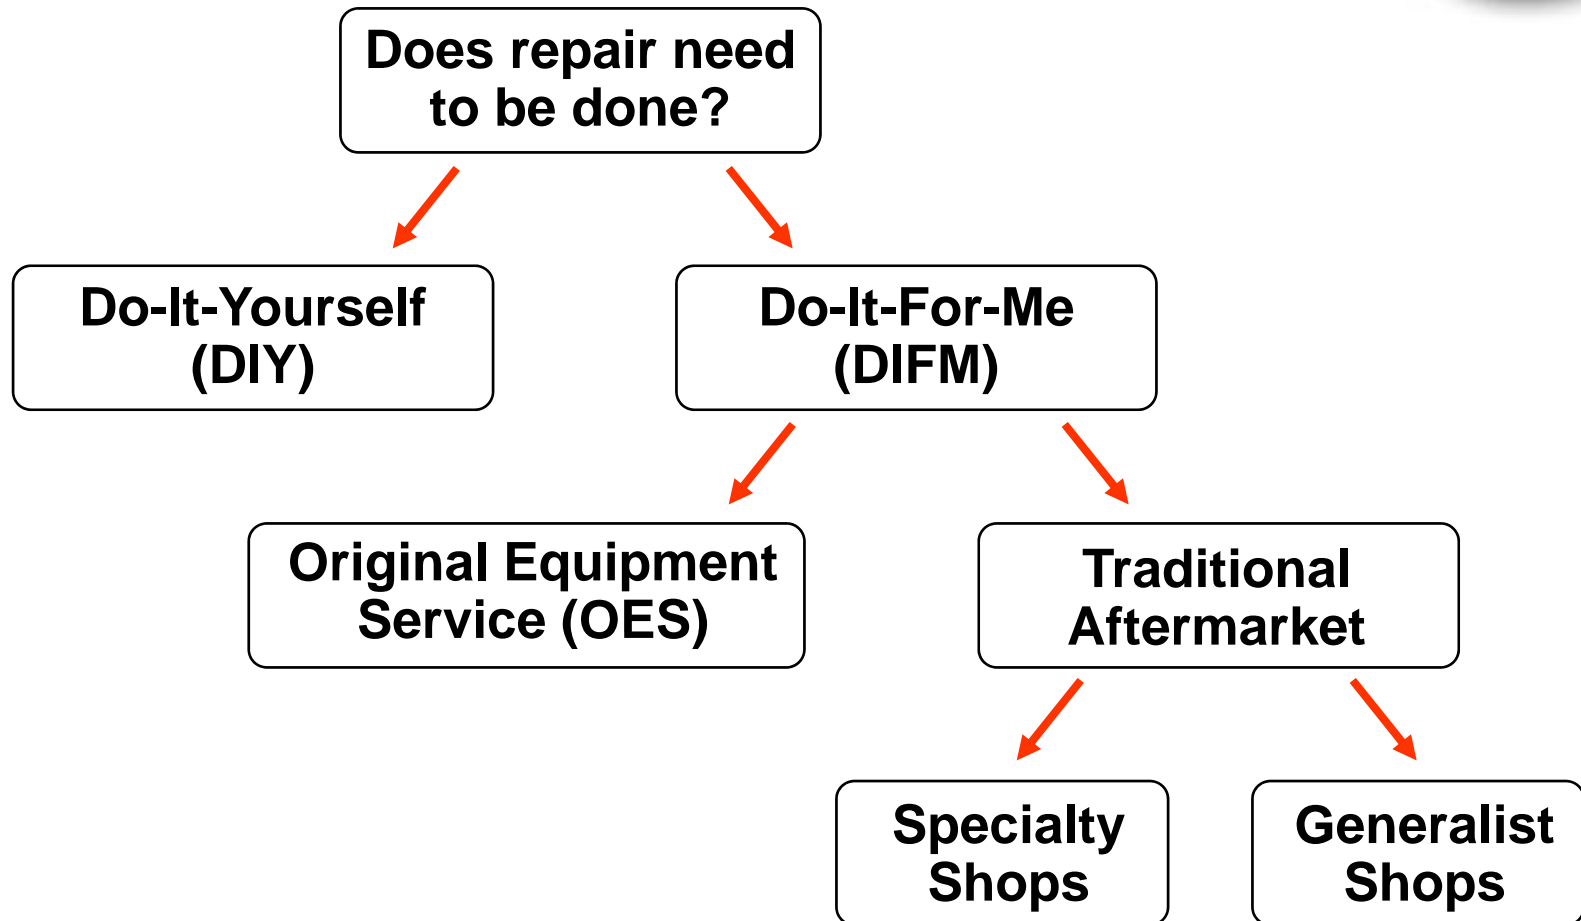 Does repair need
to be done?
Do-It-Yourself
(DIY)
Do-It-For-Me
(DIFM)
Original Equipment
Service (OES)
Traditional
Aftermarket
Specialty
Shops
Generalist
Shops